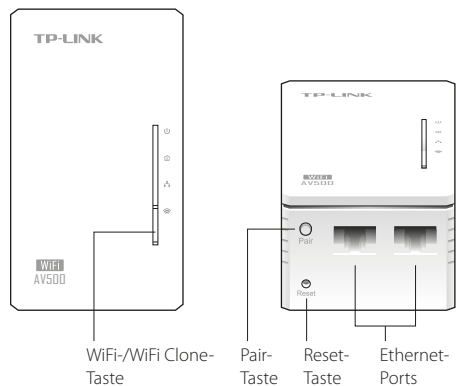 TP-LINK
WiFi
AV500
TP-LINK
WiFi
AV500
Pair
Reset
WiFi-/WiFi Clone-
Taste
Pair-
Taste
Reset-
Taste
Ethernet-
Ports